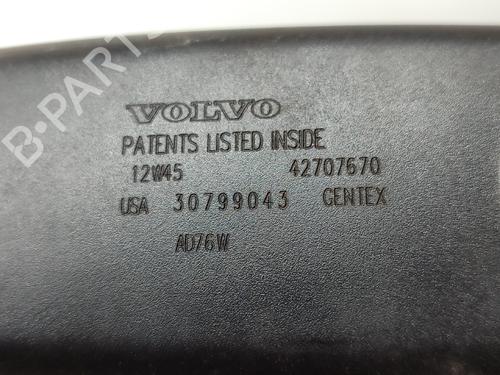 B-PARTS
VOLVO
PATENTS LISTED INSIDE
12W45 42707670
USA 30799043 GENTEX
AD76W